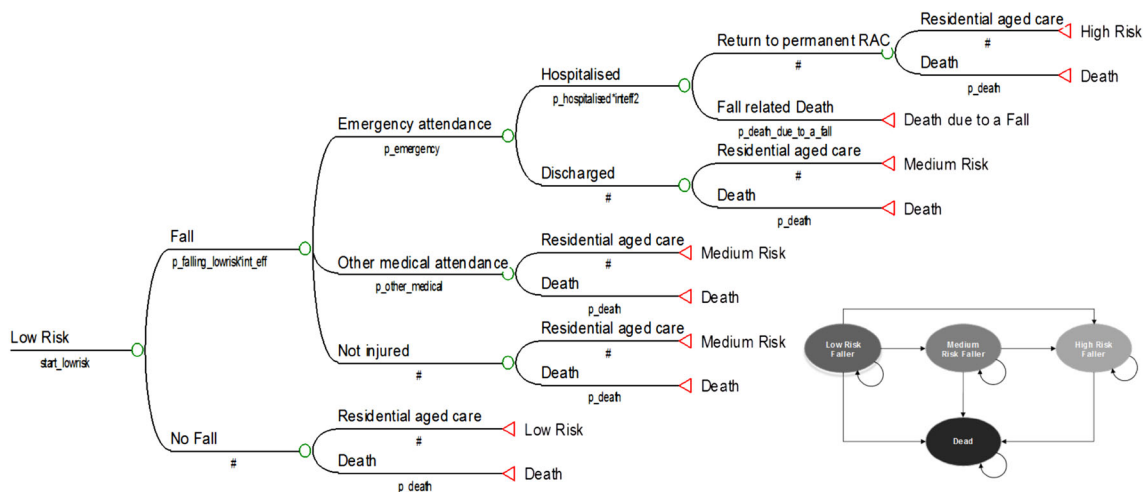 Residential aged care
#
High Risk
Return to permanent RAC
#
Death
p_death
Death
Hospitalised
p_hospitalised*inteff2
Fall related Death
p_death_due_to_a_fall
Death due to a Fall
Emergency attendance
p_emergency
Residential aged care
#
Medium Risk
Discharged
#
Death
p_death
Death
Fall
p_falling_lowrisk*int_eff
Residential aged care
#
Medium Risk
Other medical attendance
p_other_medical
Death
p_death
Death
Low Risk
start_lowrisk
Residential aged care
#
Medium Risk
Not injured
#
Death
p_death
Death
No Fall
#
Residential aged care
#
Low Risk
Death
p_death
Death
Low Risk
Faller
Medium
Risk Faller
High Risk
Faller
Dead